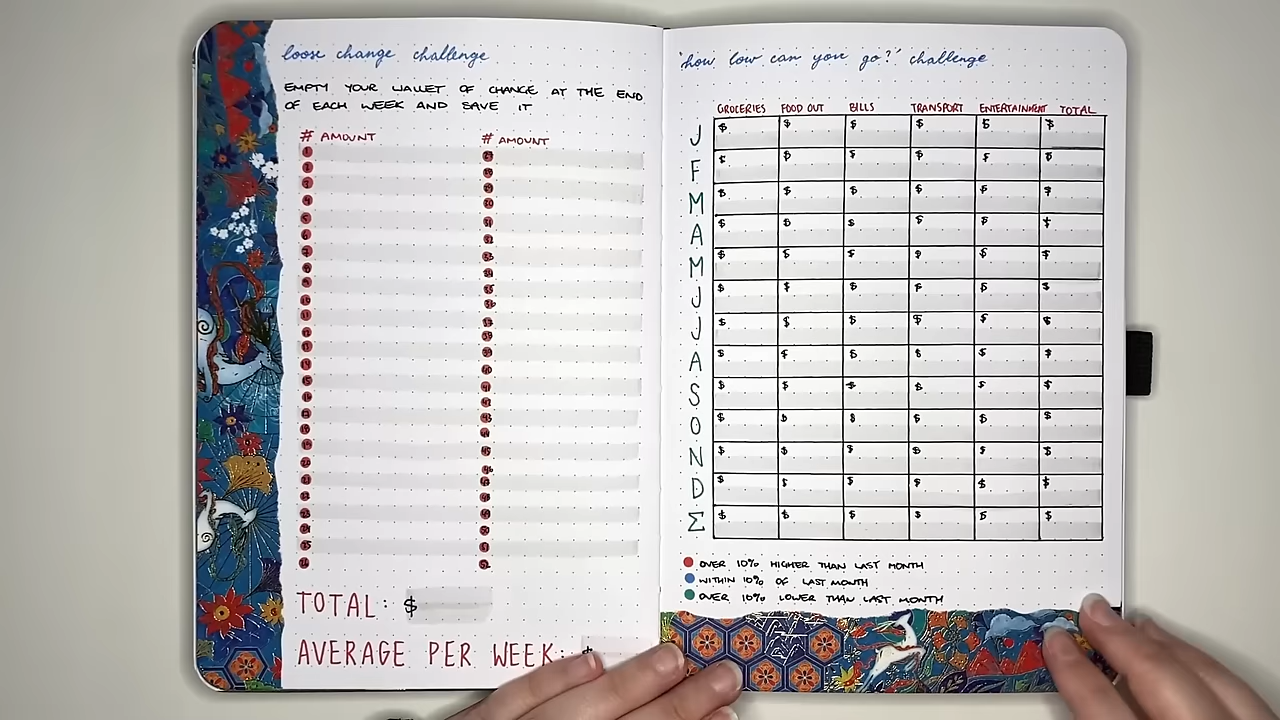 loose change challenge
EMPTY YOUR WALLET OF CHANGE AT THE END
OF EACH WEEK AND SAVE IT
# AMOUNT # AMOUNT
TOTAL: $
AVERAGE PER WEEK: $
"how low can you go?" challenge
GROCERIES FOOD OUT BILLS TRANSPORT ENTERTAINMENT TOTAL
J $ $ $ $ $ $
F $ $ $ $ $ $
M $ $ $ $ $ $
A $ $ $ $ $ $
M $ $ $ $ $ $
J $ $ $ $ $ $
J $ $ $ $ $ $
A $ $ $ $ $ $
S $ $ $ $ $ $
O $ $ $ $ $ $
N $ $ $ $ $ $
D $ $ $ $ $ $
Σ $ $ $ $ $ $
OVER 10% HIGHER THAN LAST MONTH
WITHIN 10% OF LAST MONTH
OVER 10% LOWER THAN LAST MONTH